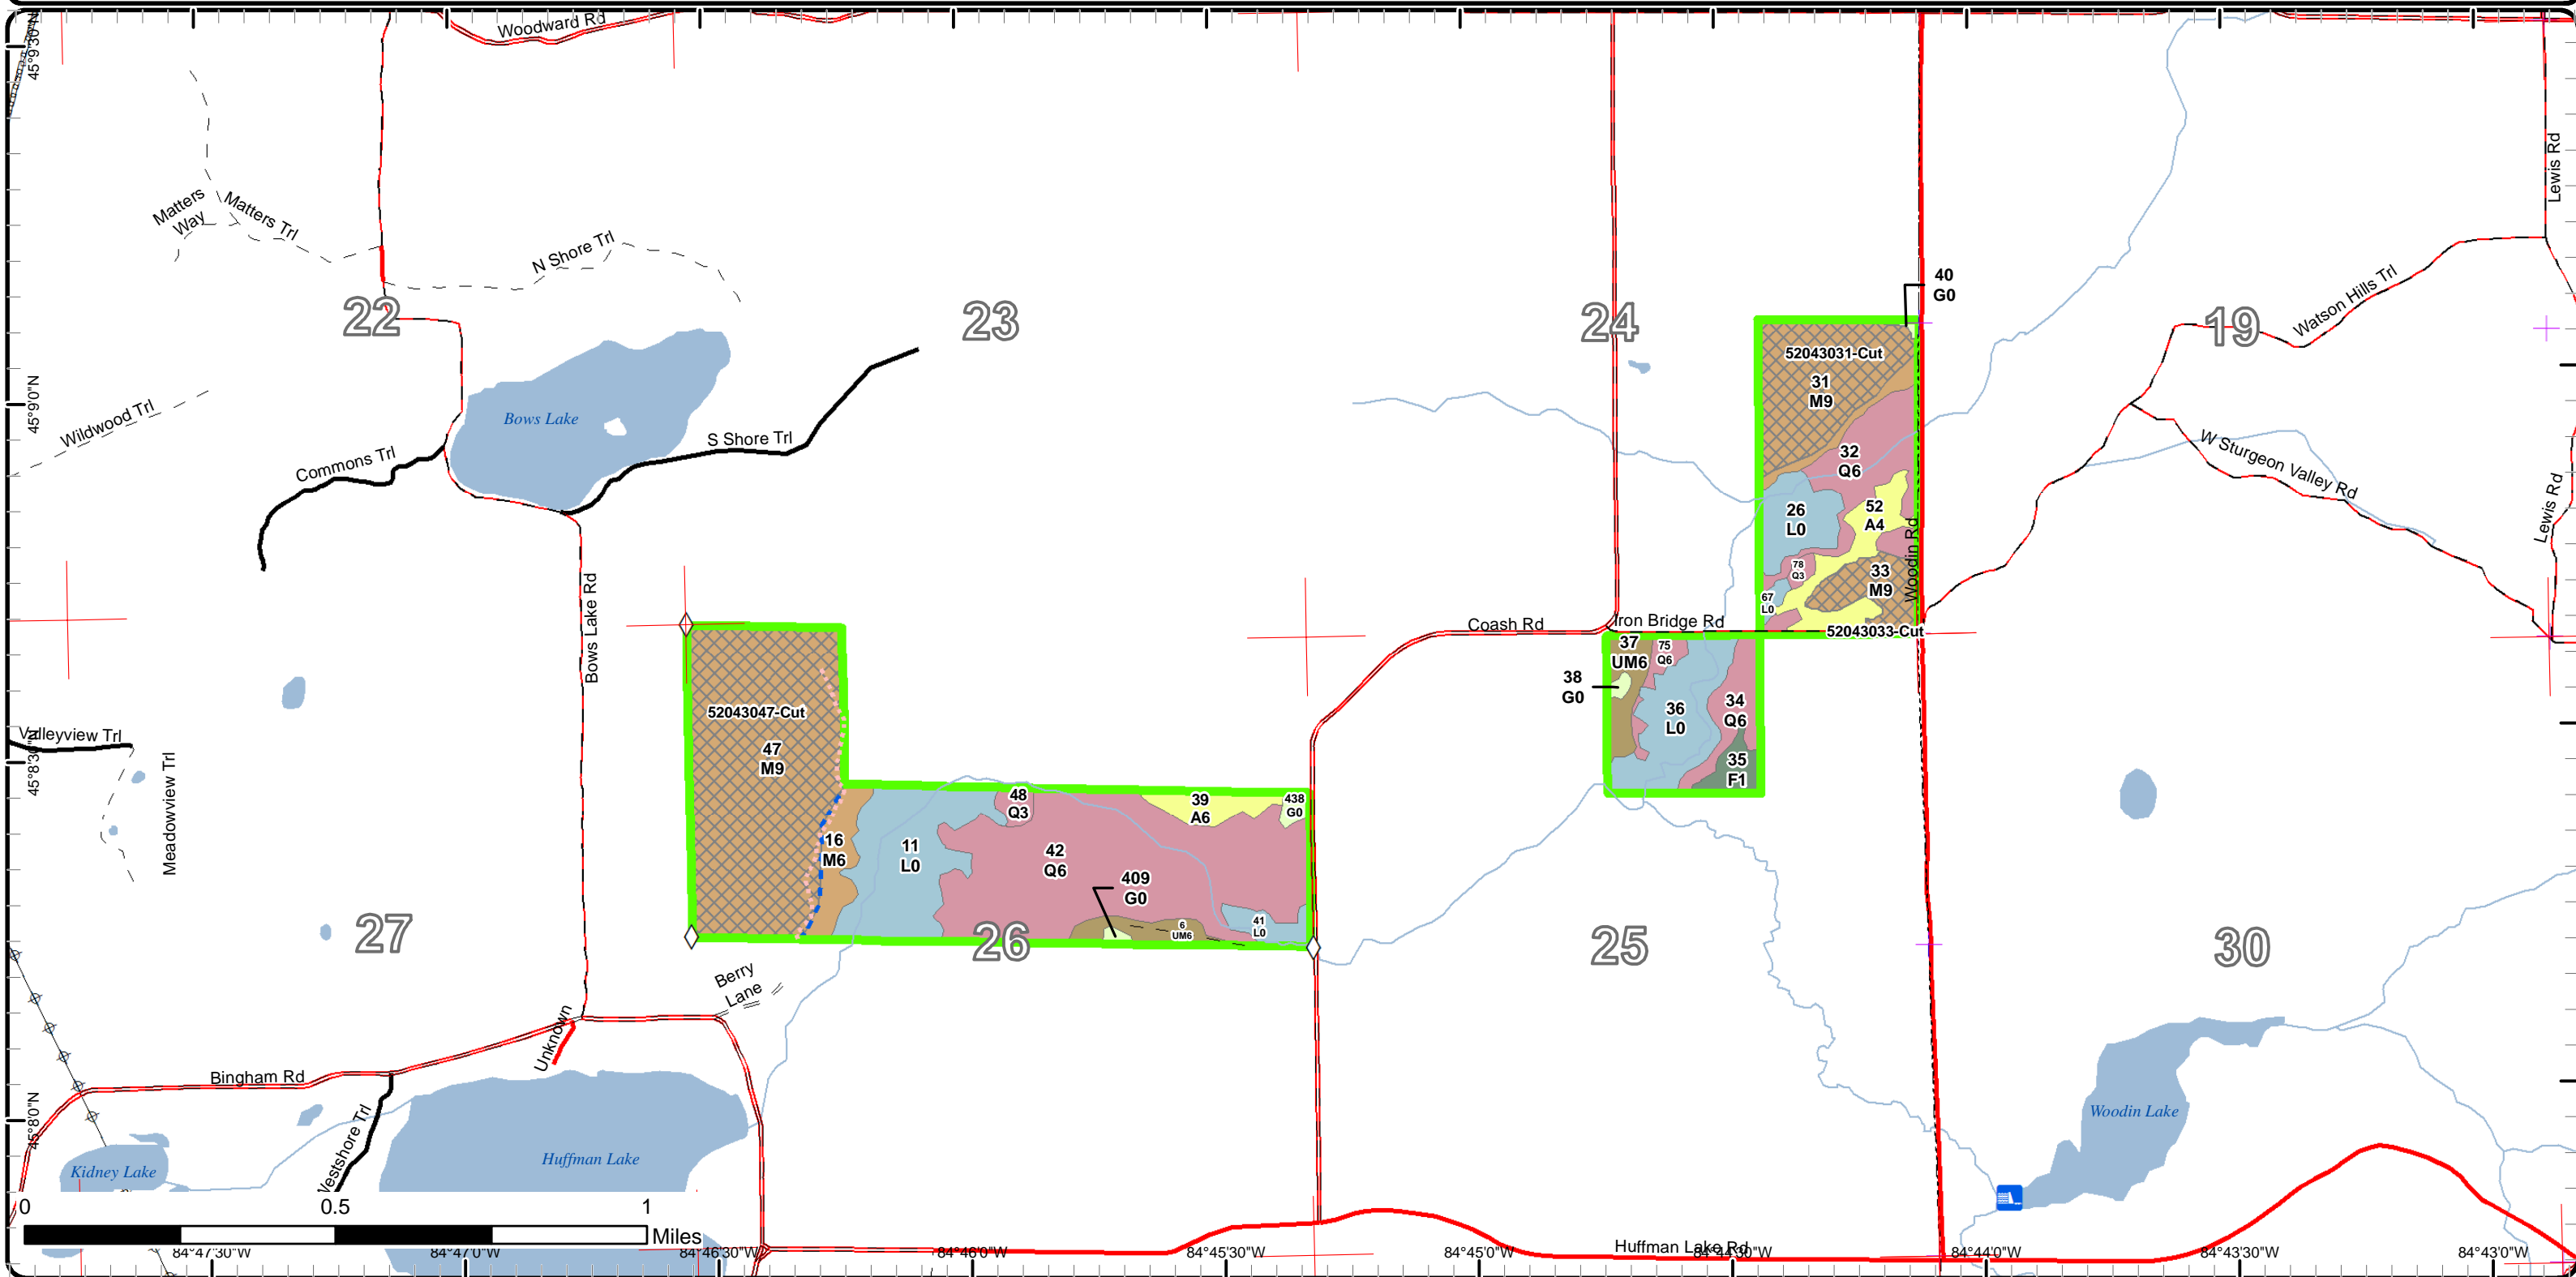 Woodward Rd
45°9'30"N
Matters
Way
Matters Trl
N Shore Trl
Lewis Rd
22
23
24
19
40
G0
Watson Hills Trl
52043031-Cut
31
M9
Bows Lake
Wildwood Trl
45°9'0"N
S Shore Trl
Commons Trl
32
Q6
W Sturgeon Valley Rd
Lewis Rd
26
L0
52
A4
Woodin Rd
78
Q3
33
M9
67
L0
Bows Lake Rd
Coash Rd
Iron Bridge Rd
52043033-Cut
37
UM6
75
Q6
38
G0
36
L0
34
Q6
35
F1
52043047-Cut
47
M9
Valleyview Trl
45°8'30"N
Meadowview Trl
48
Q3
39
A6
438
G0
16
M6
11
L0
42
Q6
409
G0
6
UM6
41
L0
27
26
25
30
Berry
Lane
Unknown
Bingham Rd
45°8'0"N
Westshore Trl
Kidney Lake
Huffman Lake
Woodin Lake
0
0.5
1
Miles
Huffman Lake Rd
84°47'30"W
84°47'0"W
84°46'30"W
84°46'0"W
84°45'30"W
84°45'0"W
84°44'30"W
84°44'0"W
84°43'30"W
84°43'0"W